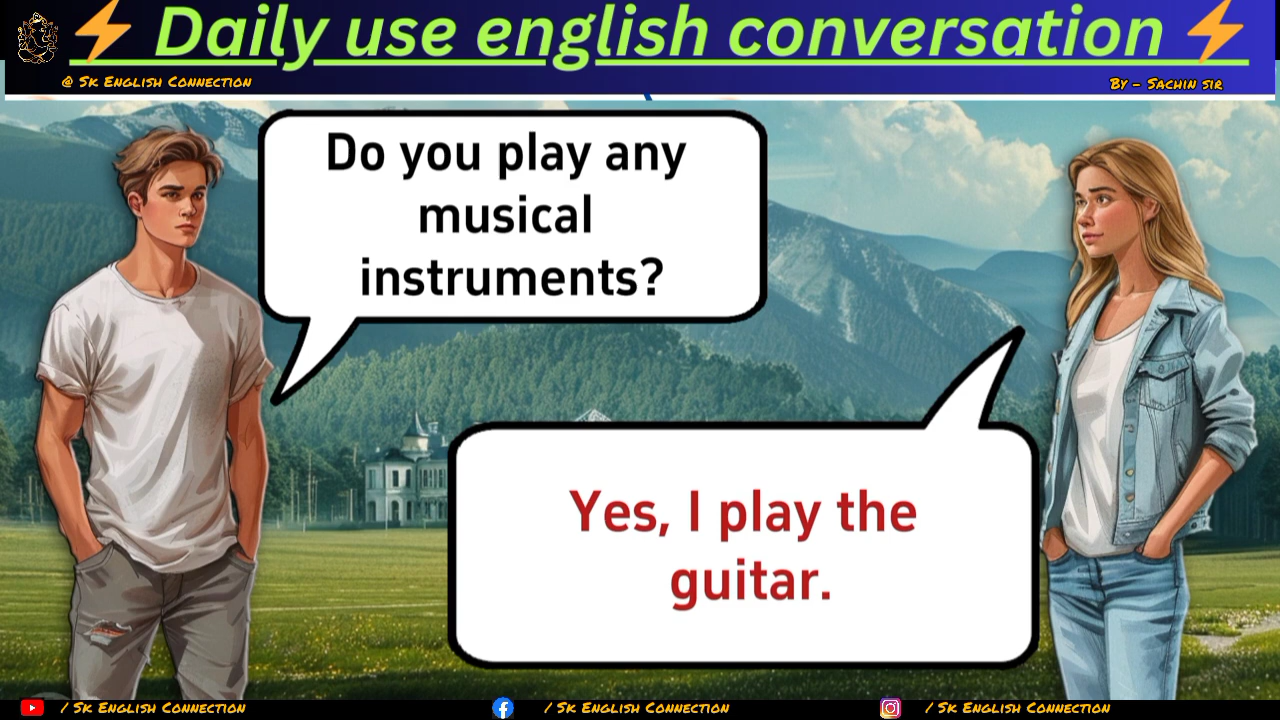 ⚡ Daily use english conversation ⚡
@ Sk English Connection
By - Sachin sir
Do you play any
musical
instruments?
Yes, I play the
guitar.
/ Sk English Connection
/ Sk English Connection
/ Sk English Connection